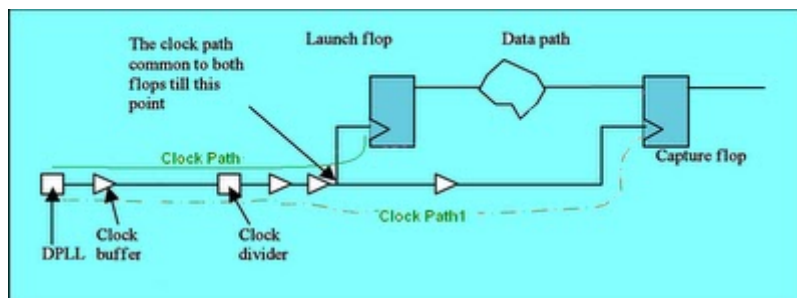 The clock path
common to both
flops till this
point
Launch flop
Data path
Clock Path
Capture flop
Clock Path1
DPLL
Clock
buffer
Clock
divider